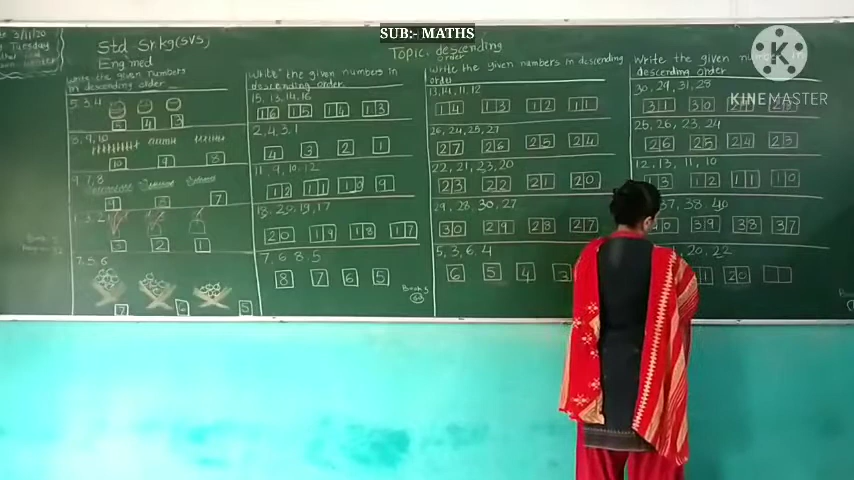 SUB:- MATHS
3/11/20
Tuesday
Std Sr.kg (SVS)
Eng med
Topic. descending order
KINEMASTER
Write the given numbers
in descending order
5, 3, 4
5 4 3
8, 9, 10
10 9 8
9, 7, 8
9 8 7
1, 3, 2
3 2 1
7, 5, 6
7 6 5
Write the given numbers in
descending order
15, 13, 14, 16
16 15 14 13
2, 4, 3, 1
4 3 2 1
11, 9, 10, 12
12 11 10 9
18, 20, 19, 17
20 19 18 17
7, 6 8, 5
8 7 6 5
Book
Write the given numbers in descending
order
13, 14, 11, 12
14 13 12 11
26, 24, 25, 27
27 26 25 24
22, 21, 23, 20
23 22 21 20
29, 28, 30, 27
30 29 28 27
5, 3, 6, 4
6 5 4 3
Write the given
descending order
30, 29, 31, 28
31 30
25, 26, 23, 24
26 25 24 23
12, 13, 11, 10
13 12 11 10
37, 38, 40
39 38 37
20, 22
20